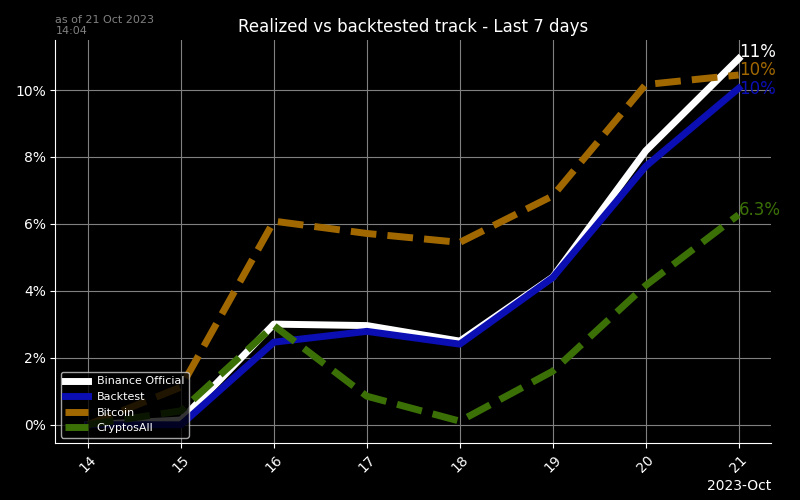 as of 21 Oct 2023
14:04
Realized vs backtested track - Last 7 days
11%
10%
10%
6.3%
10%
8%
6%
4%
2%
0%
Binance Official
Backtest
Bitcoin
CryptosAll
14
15
16
17
18
19
20
21
2023-Oct